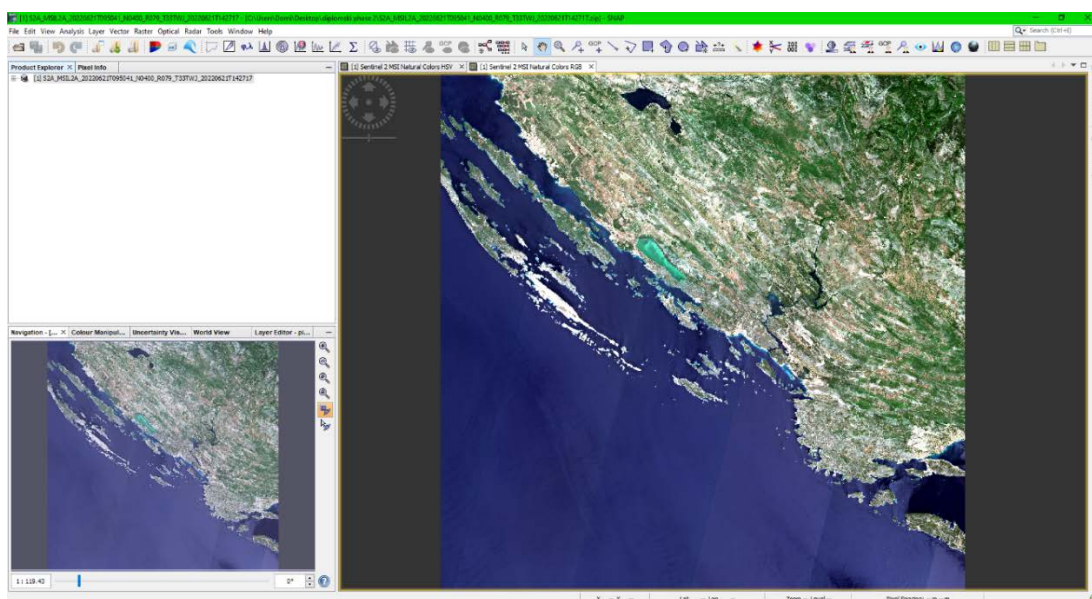 [1] S2A_MSIL2A_20220621T095041_N0400_R079_T33TWJ_20220621T142717 - [C:\Users\Domi\Desktop\diplomski phase 2\S2A_MSIL2A_20220621T095041_N0400_R079_T33TWJ_20220621T142717.zip] - SNAP
File Edit View Analysis Layer Vector Raster Optical Radar Tools Window Help
Search (Ctrl+I)
GCP
GCP
Product Explorer × Pixel Info
[1] S2A_MSIL2A_20220621T095041_N0400_R079_T33TWJ_20220621T142717
[1] Sentinel 2 MSI Natural Colors HSV × [1] Sentinel 2 MSI Natural Colors RGB ×
Navigation - [... × Colour Manipul... Uncertainty Vis... World View Layer Editor - pi...
1 : 119.43
0°